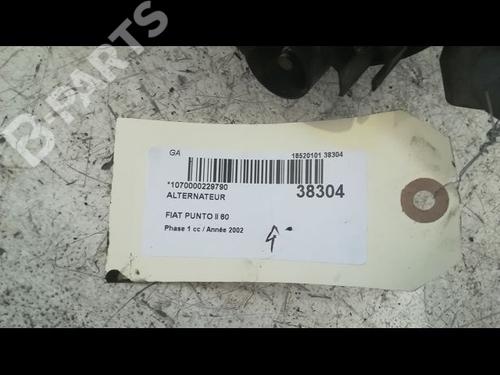 B-PARTS
GA
18520101 38304
*1070000229790
38304
ALTERNATEUR
FIAT PUNTO II 60
Phase 1 cc / Année 2002